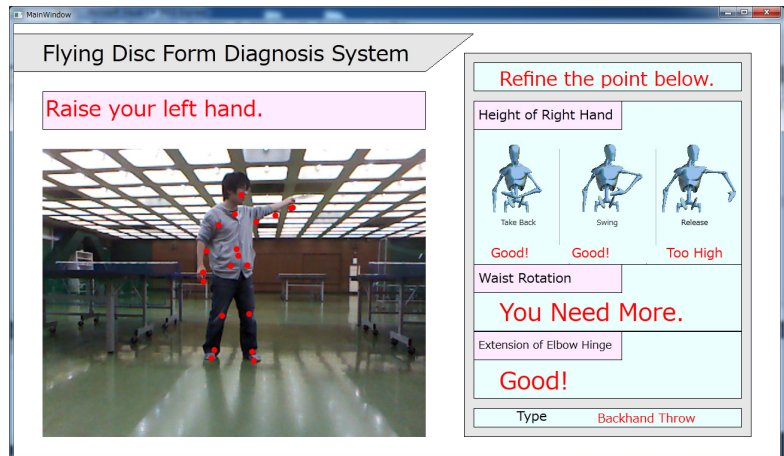 MainWindow
Flying Disc Form Diagnosis System
Raise your left hand.
Refine the point below.
Height of Right Hand
Take Back
Swing
Release
Good!
Good!
Too High
Waist Rotation
You Need More.
Extension of Elbow Hinge
Good!
Type
Backhand Throw